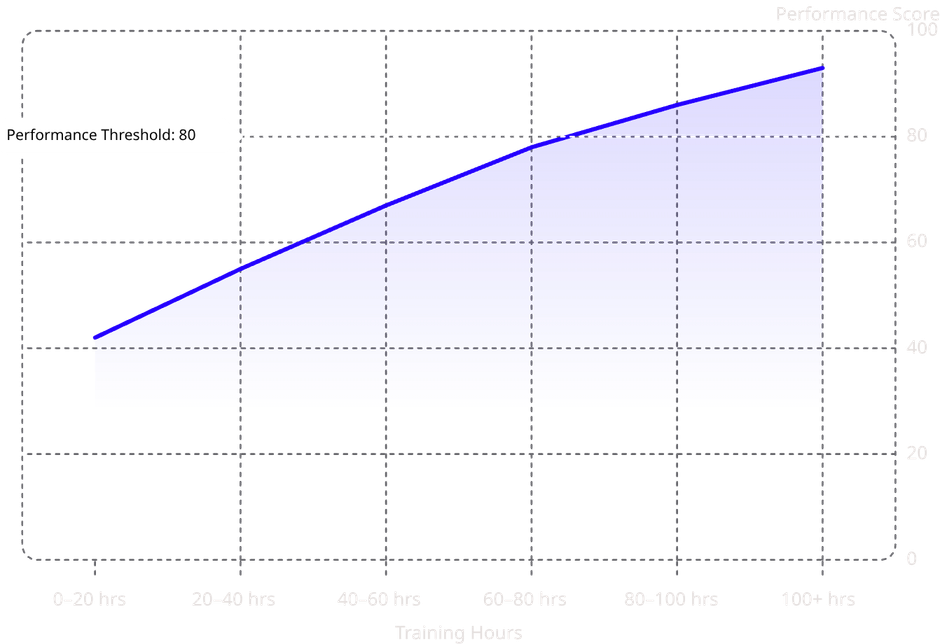 Performance Score
100
Performance Threshold: 80
80
60
40
20
0
0–20 hrs
20–40 hrs
40–60 hrs
60–80 hrs
80–100 hrs
100+ hrs
Training Hours